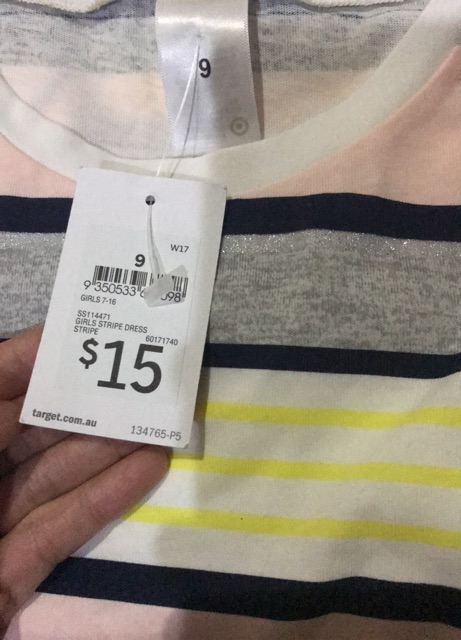 9
9 W17
9 350533 098
GIRLS 7-16
SS114471
GIRLS STRIPE DRESS
STRIPE
60171740
$15
target.com.au
134765-P5